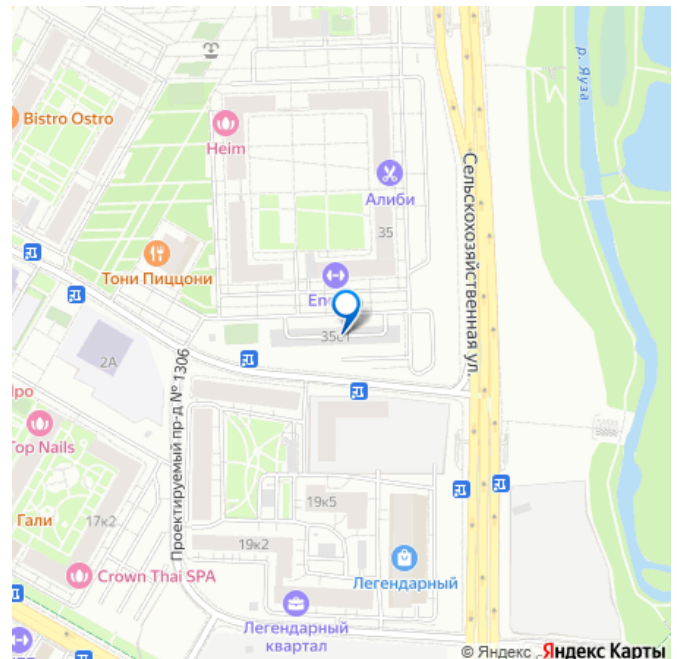 р. Яуза
Bistro Ostro
Heim
Алиби
35
Сельскохозяйственная ул.
Тони Пиццони
35с1
2А
Проектируемый пр-д № 1306
Top Nails
Гали
17к2
19к5
19к2
Crown Thai SPA
Легендарный
Легендарный
квартал
© Яндекс
Яндекс Карты